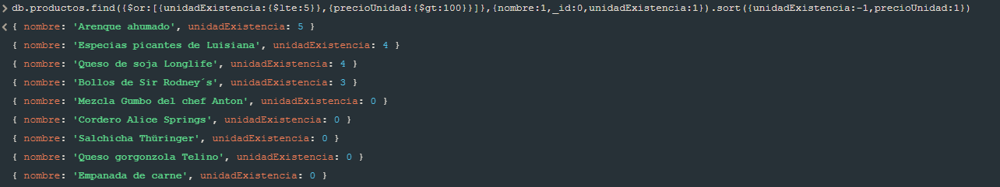 db.productos.find({$or:[{unidadExistencia:{$lte:5}},{precioUnidad:{$gt:100}}]},{nombre:1,_id:0,unidadExistencia:1}).sort({unidadExistencia:-1,precioUnidad:1})
{ nombre: 'Arenque ahumado', unidadExistencia: 5 }
{ nombre: 'Especias picantes de Luisiana', unidadExistencia: 4 }
{ nombre: 'Queso de soja Longlife', unidadExistencia: 4 }
{ nombre: 'Bollos de Sir Rodney´s', unidadExistencia: 3 }
{ nombre: 'Mezcla Gumbo del chef Anton', unidadExistencia: 0 }
{ nombre: 'Cordero Alice Springs', unidadExistencia: 0 }
{ nombre: 'Salchicha Thüringer', unidadExistencia: 0 }
{ nombre: 'Queso gorgonzola Telino', unidadExistencia: 0 }
{ nombre: 'Empanada de carne', unidadExistencia: 0 }